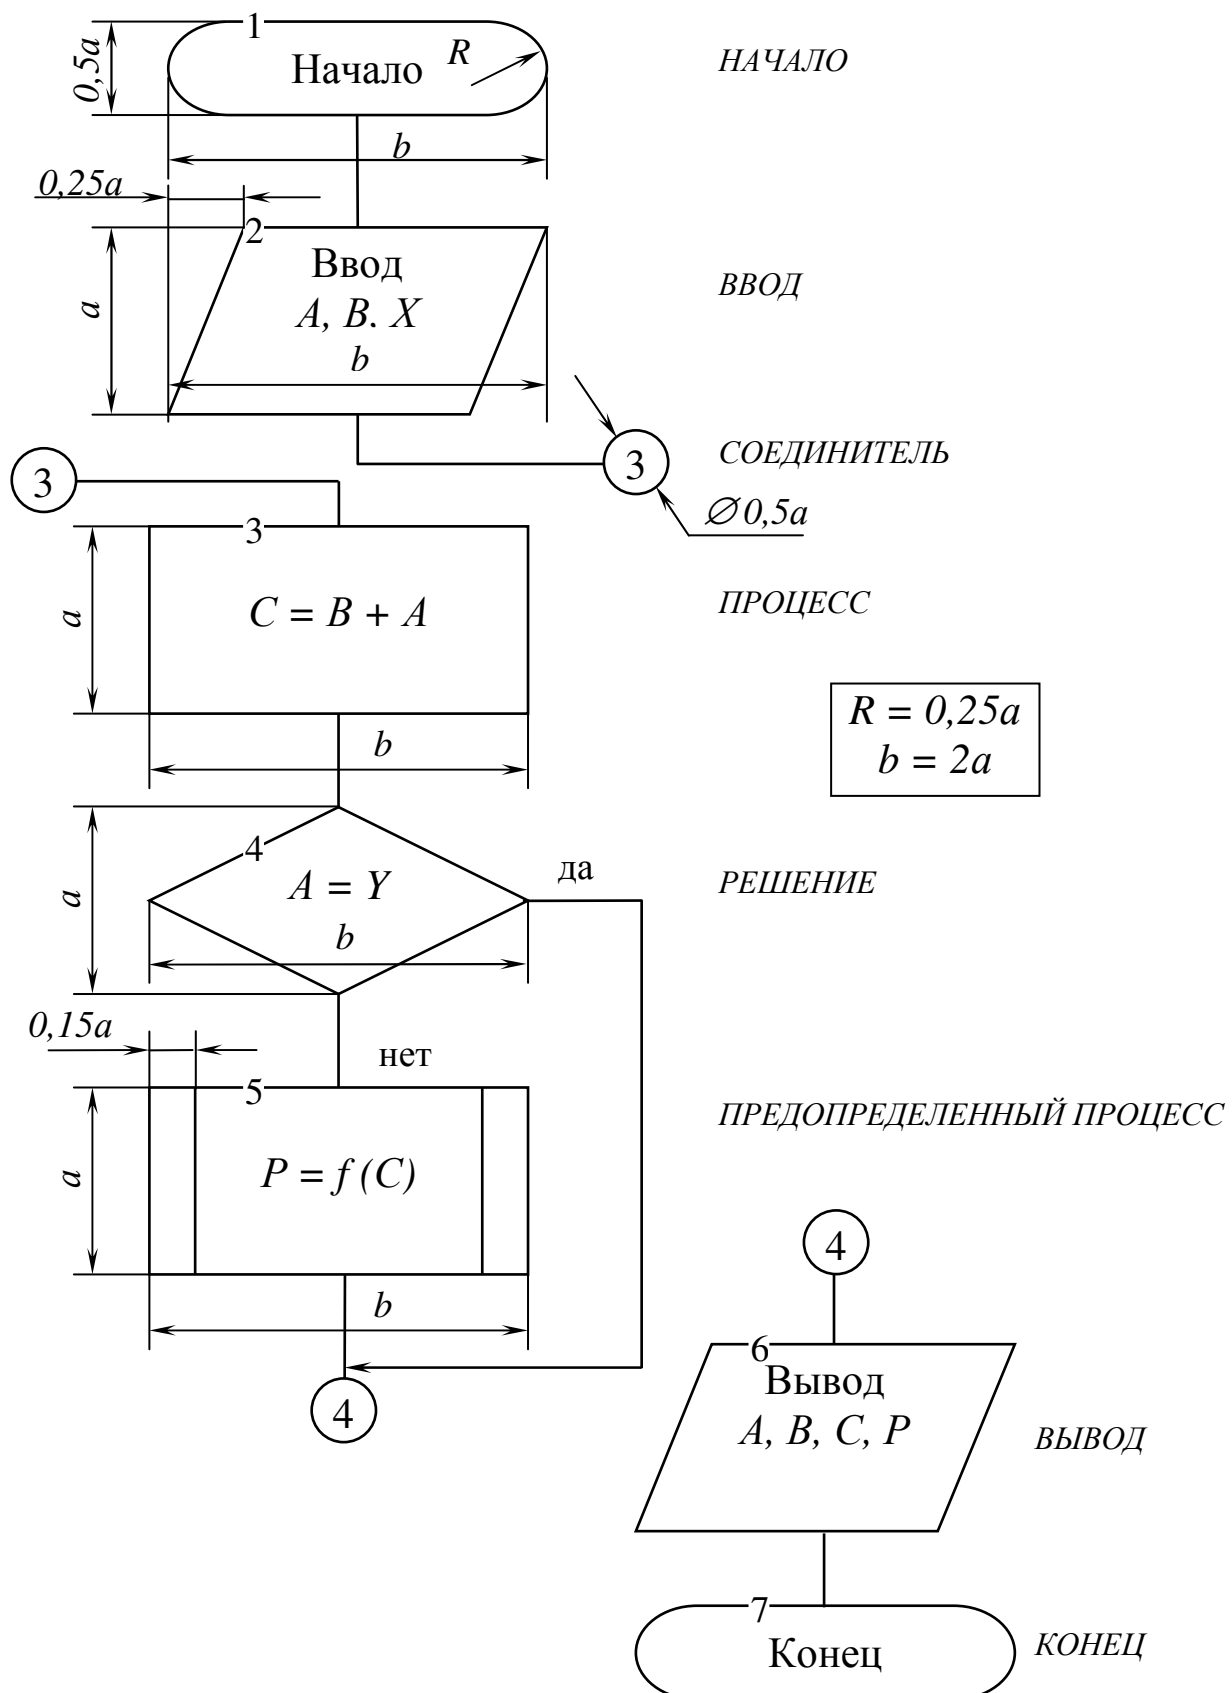 1
0,5a
Начало
R
НАЧАЛО
b
0,25a
2
Ввод
A, B. X
ВВОД
a
b
3
СОЕДИНИТЕЛЬ
3
∅ 0,5a
3
a
C = B + A
ПРОЦЕСС
R = 0,25a
b = 2a
b
4
да
a
A = Y
РЕШЕНИЕ
b
0,15a
нет
5
ПРЕДОПРЕДЕЛЕННЫЙ ПРОЦЕСС
a
P = f (C)
4
b
6
Вывод
4
A, B, C, P
ВЫВОД
7
Конец
КОНЕЦ